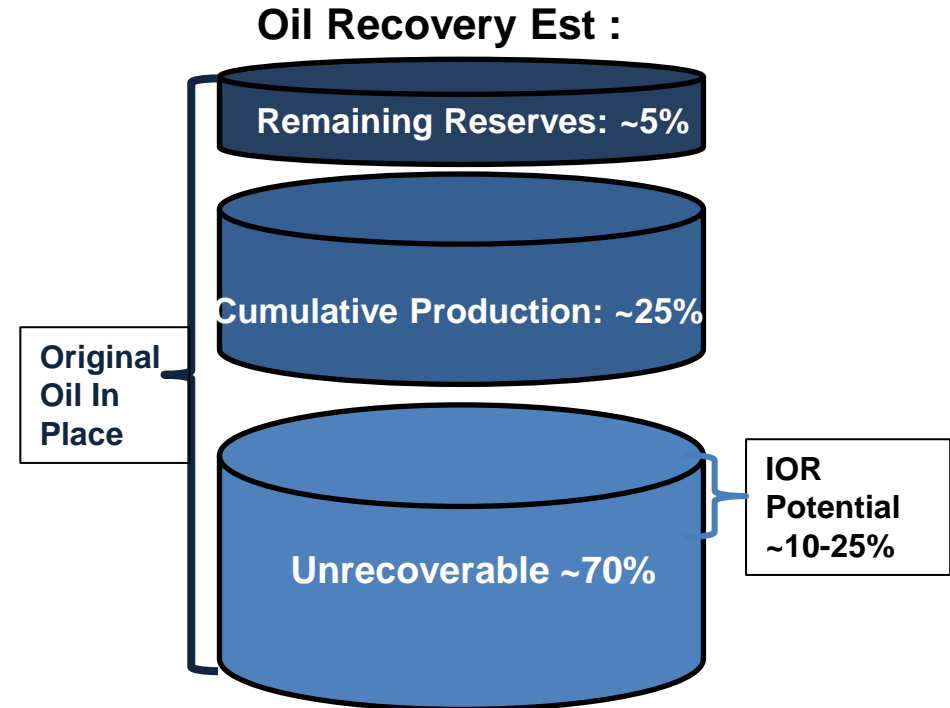 Oil Recovery Est :
Remaining Reserves: ~5%
Cumulative Production: ~25%
Original
Oil In
Place
IOR
Potential
~10-25%
Unrecoverable ~70%